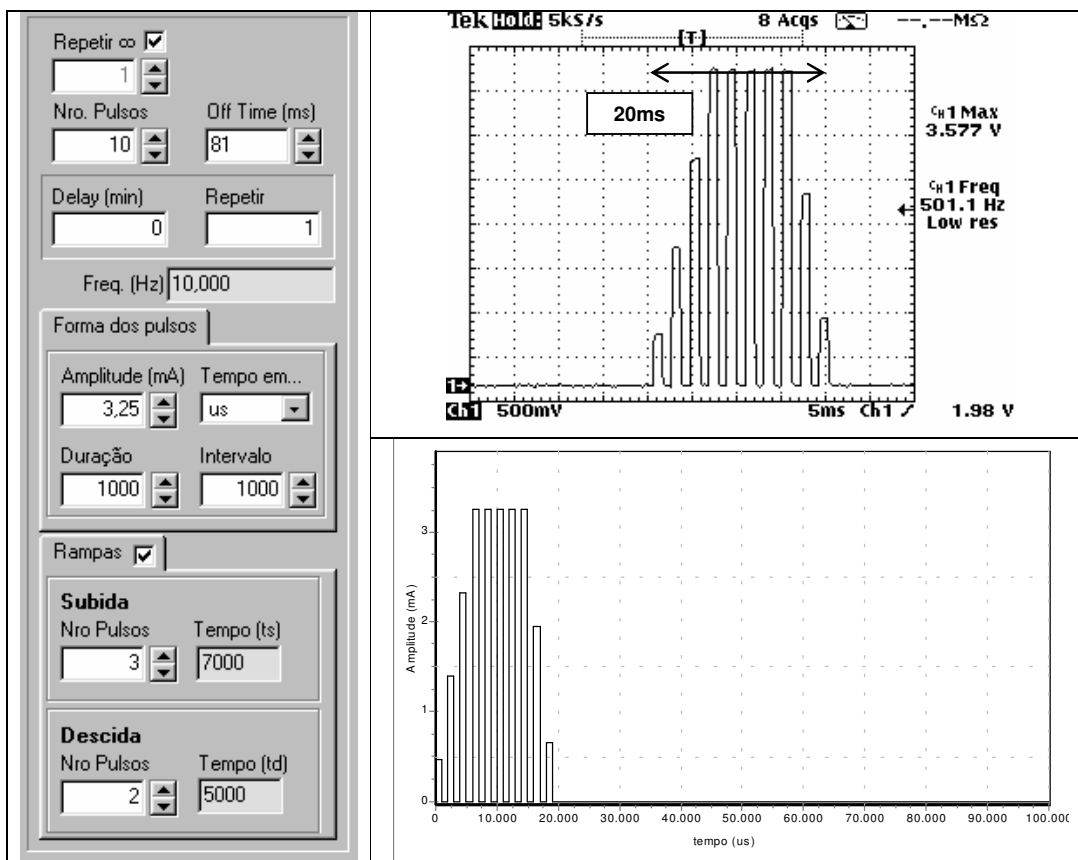 Repetir ∞
1
Nro. Pulsos Off Time (ms)
10 81
Delay (min) Repetir
0 1
Freq. (Hz) 10,000
Forma dos pulsos
Amplitude (mA) Tempo em...
3,25 us
Duração Intervalo
1000 1000
Rampas
Subida
Nro Pulsos Tempo (ts)
3 7000
Descida
Nro Pulsos Tempo (td)
2 5000
Tek Hold: 5kS/s 8 Acqs --.--MΩ
[T]
20ms
CH1 Max
3.577 V
CH1 Freq
501.1 Hz
Low res
1→
Ch1 500mV 5ms Ch1 1.98 V
Amplitude (mA)
3
2
1
0
0 10.000 20.000 30.000 40.000 50.000 60.000 70.000 80.000 90.000 100.000
tempo (us)